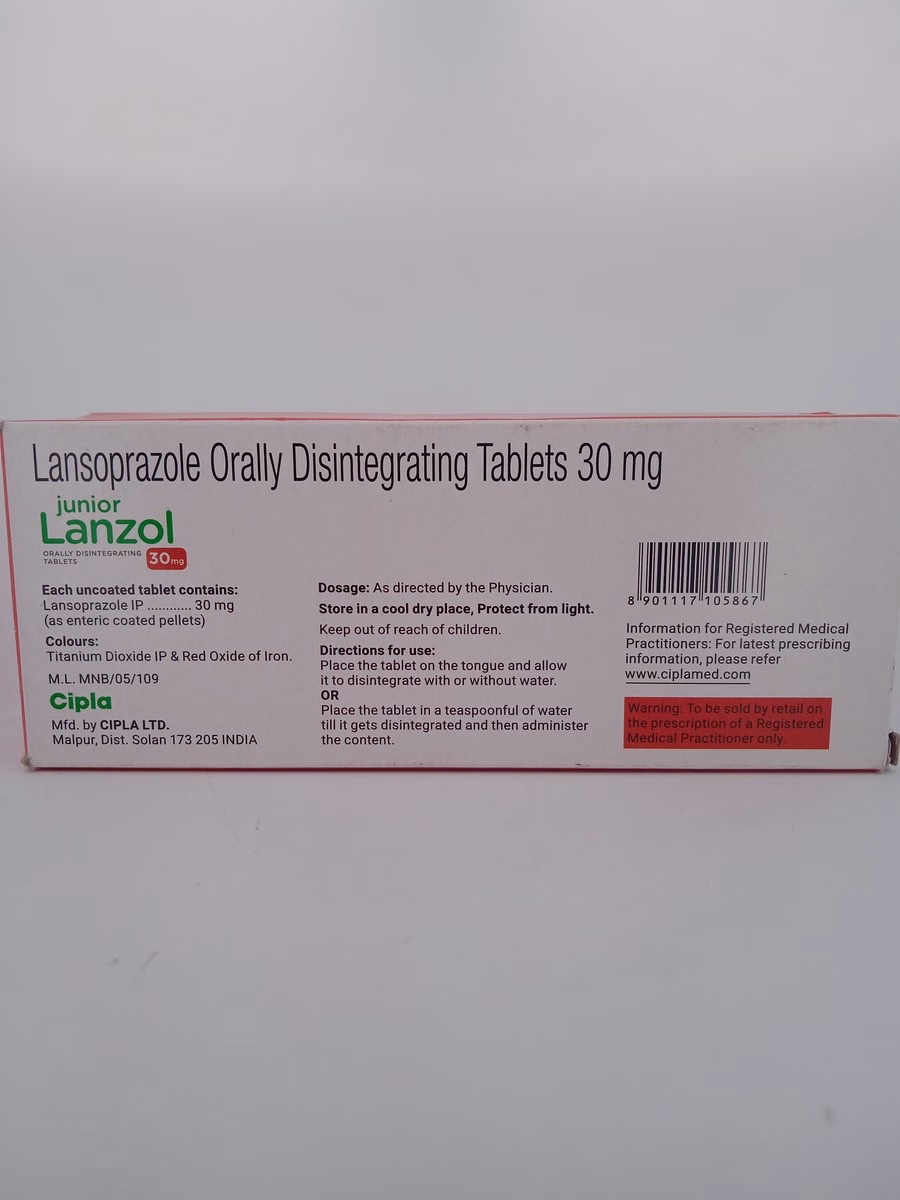 Lansoprazole Orally Disintegrating Tablets 30 mg
junior
Lanzol
ORALLY DISINTEGRATING
TABLETS
30mg
Each uncoated tablet contains:
Lansoprazole IP ............ 30 mg
(as enteric coated pellets)
Colours:
Titanium Dioxide IP & Red Oxide of Iron.
M.L. MNB/05/109
Cipla
Mfd. by CIPLA LTD.
Malpur, Dist. Solan 173 205 INDIA
Dosage: As directed by the Physician.
Store in a cool dry place, Protect from light.
Keep out of reach of children.
Directions for use:
Place the tablet on the tongue and allow
it to disintegrate with or without water.
OR
Place the tablet in a teaspoonful of water
till it gets disintegrated and then administer
the content.
8 901117 105867
Information for Registered Medical
Practitioners: For latest prescribing
information, please refer
www.ciplamed.com
Warning: To be sold by retail on
the prescription of a Registered
Medical Practitioner only.